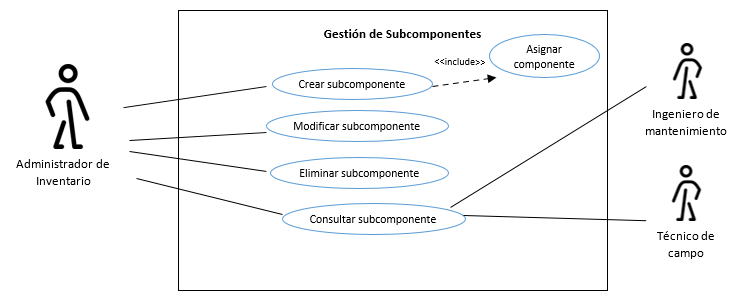 Gestión de Subcomponentes
Asignar
componente
<<include>>
Crear subcomponente
Modificar subcomponente
Eliminar subcomponente
Consultar subcomponente
Administrador de
Inventario
Ingeniero de
mantenimiento
Técnico de
campo